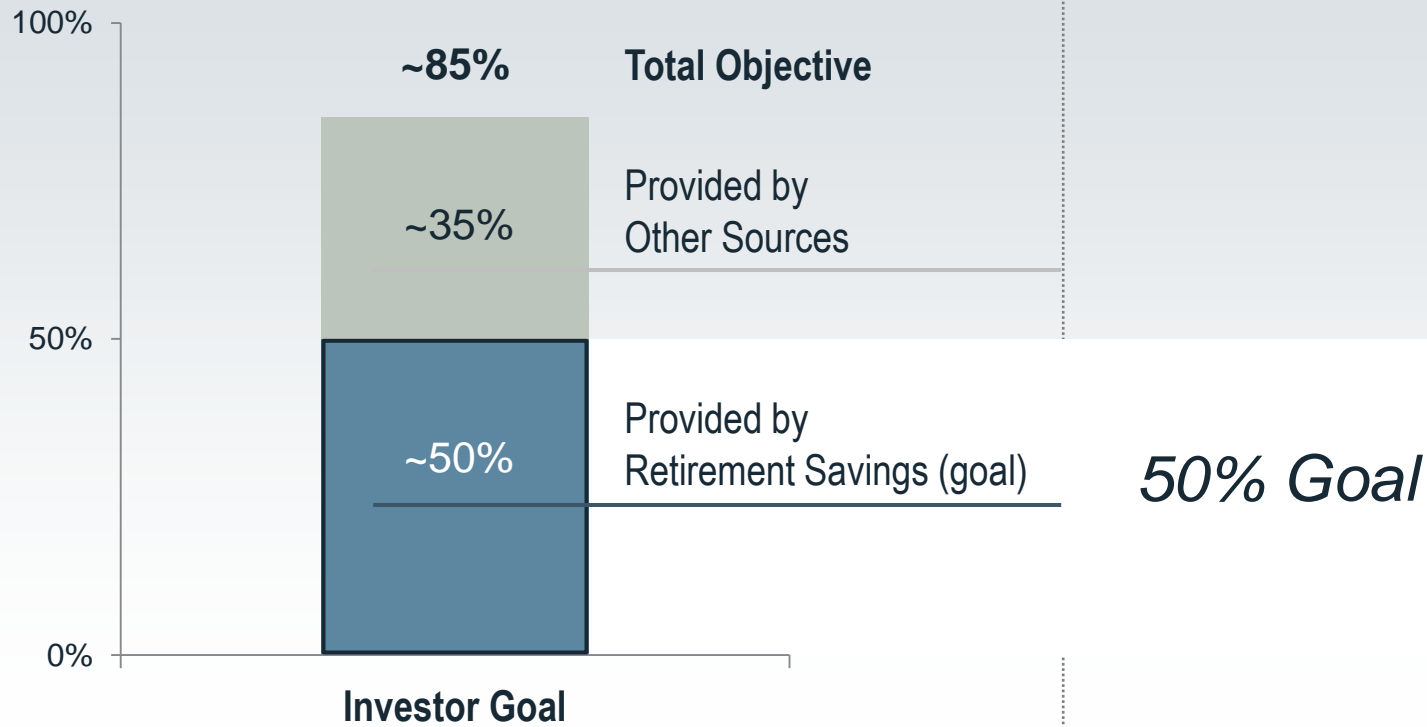 100%
~85%
Total Objective
~35%
Provided by
Other Sources
50%
~50%
Provided by
Retirement Savings (goal)
50% Goal
0%
Investor Goal